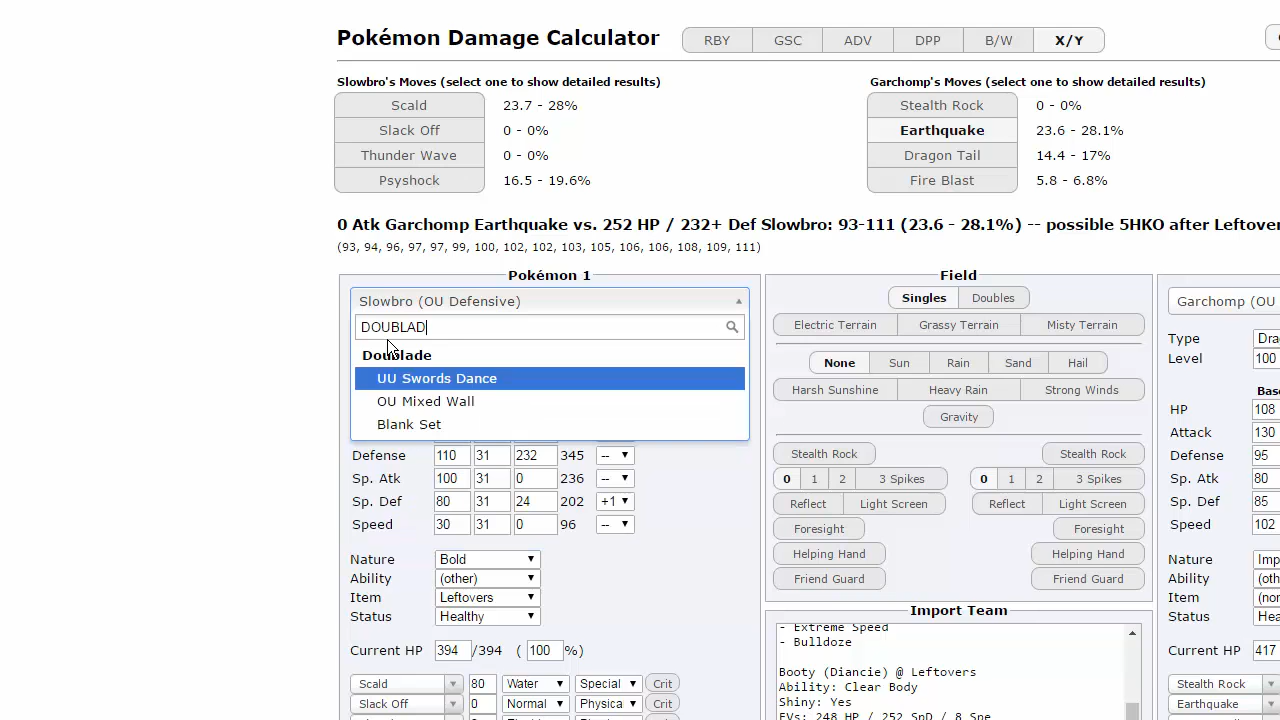 Pokémon Damage Calculator RBY GSC ADV DPP B/W X/Y
Slowbro's Moves (select one to show detailed results) Garchomp's Moves (select one to show detailed results)
Scald 23.7 - 28% Stealth Rock 0 - 0%
Slack Off 0 - 0% Earthquake 23.6 - 28.1%
Thunder Wave 0 - 0% Dragon Tail 14.4 - 17%
Psyshock 16.5 - 19.6% Fire Blast 5.8 - 6.8%
0 Atk Garchomp Earthquake vs. 252 HP / 232+ Def Slowbro: 93-111 (23.6 - 28.1%) -- possible 5HKO after Leftover
(93, 94, 96, 97, 97, 99, 100, 102, 102, 103, 105, 106, 106, 108, 109, 111)
Pokémon 1
Slowbro (OU Defensive)
DOUBLAD
Doublade
UU Swords Dance
OU Mixed Wall
Blank Set
Defense 110 31 232 345 --
Sp. Atk 100 31 0 236 --
Sp. Def 80 31 24 202 +1
Speed 30 31 0 96 --
Nature Bold
Ability (other)
Item Leftovers
Status Healthy
Current HP 394 /394 ( 100 %)
Scald 80 Water Special Crit
Slack Off 0 Normal Physica Crit
Field
Singles Doubles
Electric Terrain Grassy Terrain Misty Terrain
None Sun Rain Sand Hail
Harsh Sunshine Heavy Rain Strong Winds
Gravity
Stealth Rock Stealth Rock
0 1 2 3 Spikes 0 1 2 3 Spikes
Reflect Light Screen Reflect Light Screen
Foresight Foresight
Helping Hand Helping Hand
Friend Guard Friend Guard
Import Team
- Extreme Speed
- Bulldoze
Booty (Diancie) @ Leftovers
Ability: Clear Body
Shiny: Yes
EVs: 248 HP / 252 SpD / 8 Spe
Garchomp (OU
Type Dra
Level 100
Bas
HP 108
Attack 130
Defense 95
Sp. Atk 80
Sp. Def 85
Speed 102
Nature Imp
Ability (oth
Item (non
Status Hea
Current HP 417
Stealth Rock
Earthquake